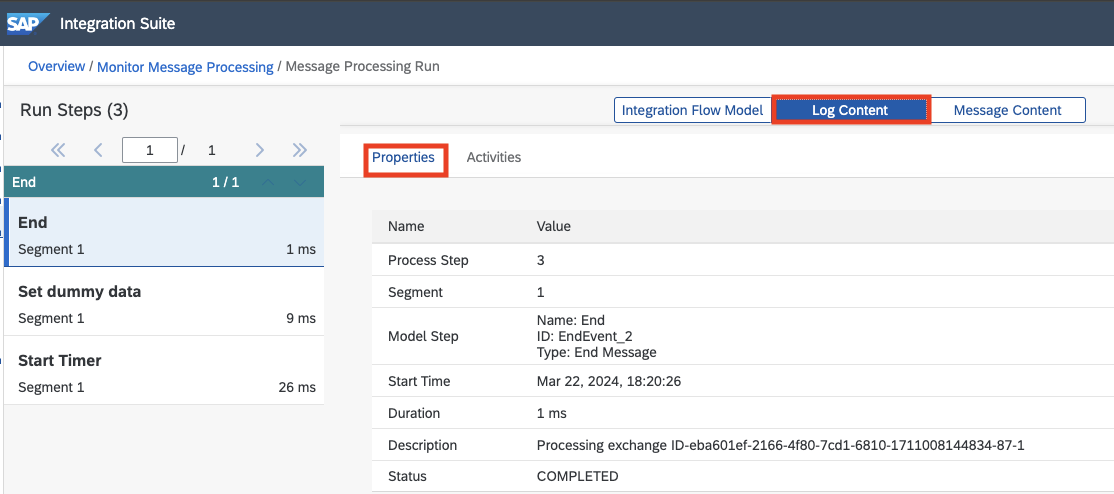 SAP Integration Suite
Overview / Monitor Message Processing / Message Processing Run
Run Steps (3)
1 / 1
End 1 / 1
End
Segment 1 1 ms
Set dummy data
Segment 1 9 ms
Start Timer
Segment 1 26 ms
Integration Flow Model Log Content Message Content
Properties Activities
Name Value
Process Step 3
Segment 1
Model Step Name: End
ID: EndEvent_2
Type: End Message
Start Time Mar 22, 2024, 18:20:26
Duration 1 ms
Description Processing exchange ID-eba601ef-2166-4f80-7cd1-6810-1711008144834-87-1
Status COMPLETED